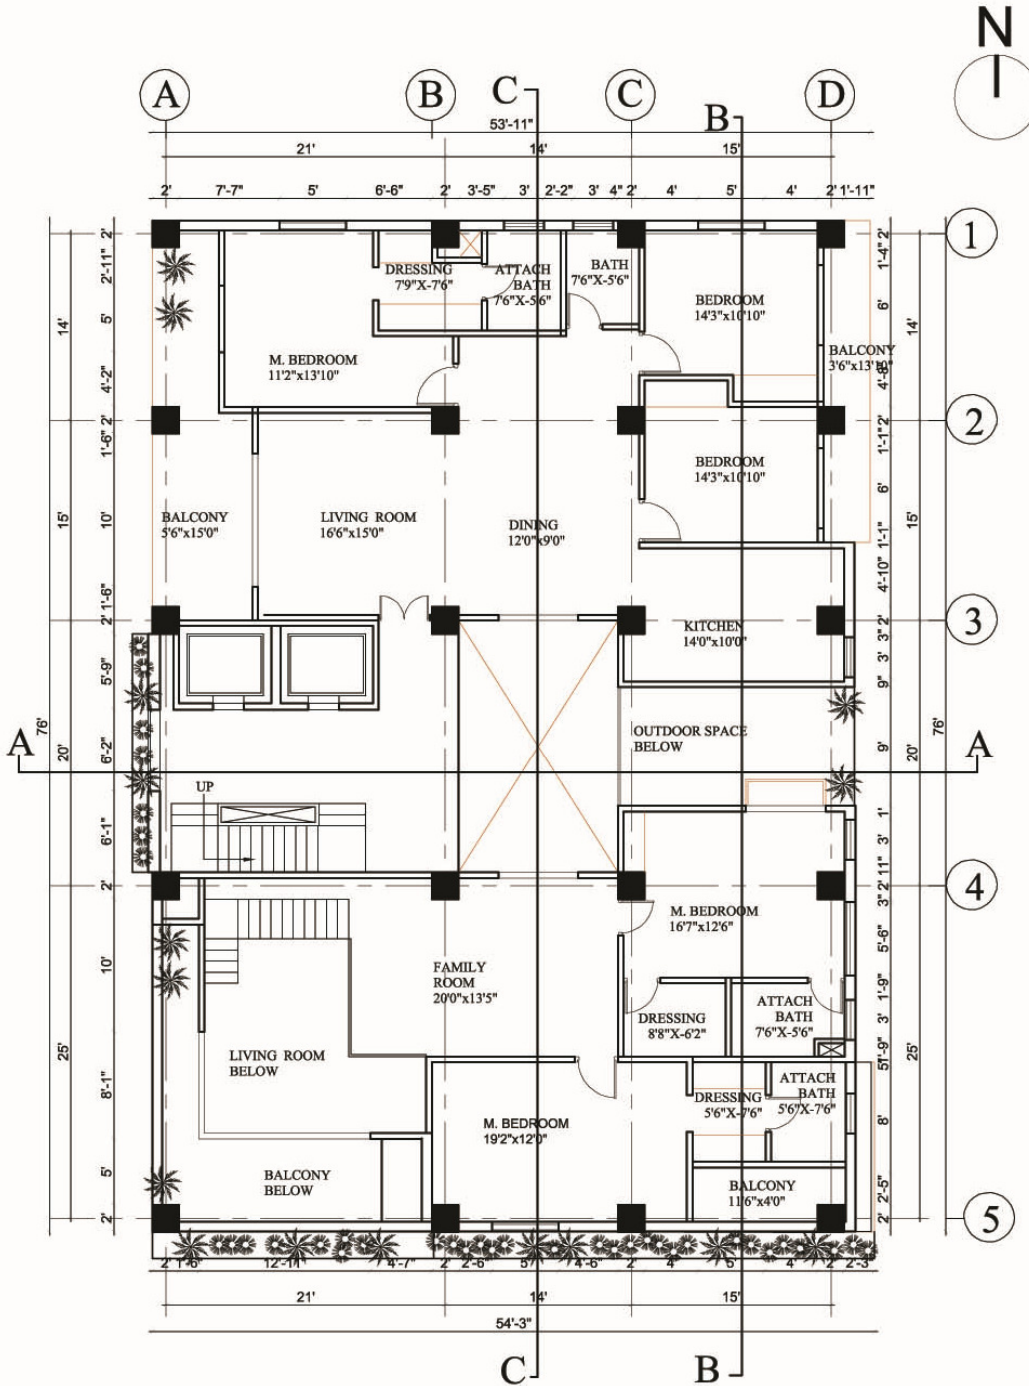 N
A
B
C
C
B
D
53'-11"
21'
14'
15'
2'
7'-7"
5'
6'-6"
2'
3'-5"
3'
2'-2"
3'
4"
2'
4'
5'
4'
2'
1'-11"
1
2
3
4
5
2'
2'-11"
5'
4'-2"
2'
1'-6"
10'
1'-6"
2'
5'-9"
6'-2"
6'-1"
2'
10'
8'-1"
5'
2'
14'
15'
76'
20'
25'
DRESSING
7'9"X-7'6"
ATTACH
BATH
7'6"X-5'6"
BATH
7'6"X-5'6"
BEDROOM
14'3"x10'10"
M. BEDROOM
11'2"x13'10"
BALCONY
3'6"x13'10"
BEDROOM
14'3"x10'10"
BALCONY
5'6"x15'0"
LIVING ROOM
16'6"x15'0"
DINING
12'0"x9'0"
KITCHEN
14'0"x10'0"
OUTDOOR SPACE
BELOW
A
A
UP
M. BEDROOM
16'7"x12'6"
FAMILY
ROOM
20'0"x13'5"
DRESSING
8'8"X-6'2"
ATTACH
BATH
7'6"X-5'6"
LIVING ROOM
BELOW
DRESSING
5'6"X-7'6"
ATTACH
BATH
5'6"X-7'6"
M. BEDROOM
19'2"x12'0"
BALCONY
BELOW
BALCONY
11'6"x4'0"
2'
1'-4"
6'
2'
1'-1"
6'
1'-1"
4'-10"
2'
3"
3'
9"
9'
1'
3'
11"
2'
3"
5'-6"
1'-9"
3'
1'-9"
8'
2'-5"
2'
14'
15'
76'
20'
25'
2'
1'-6"
12'-11"
4'-7"
2'
2'-6"
5'
4'-6"
2'
4'
5'
4'
2'
2'-3"
21'
14'
15'
54'-3"
C
B